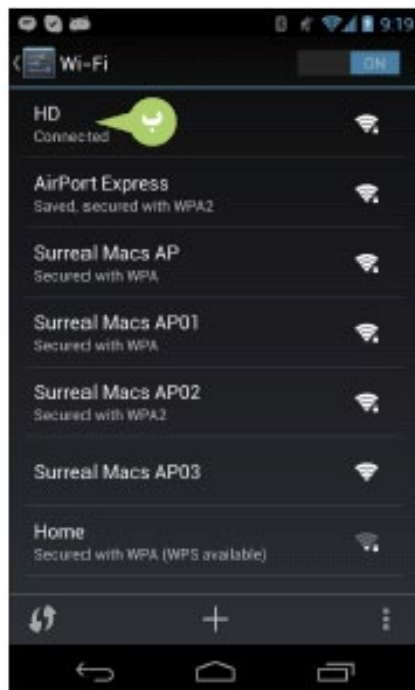 9:19
Wi-Fi
ON
HD
Connected
ب
AirPort Express
Saved, secured with WPA2
Surreal Macs AP
Secured with WPA
Surreal Macs AP01
Secured with WPA
Surreal Macs AP02
Secured with WPA2
Surreal Macs AP03
Home
Secured with WPA (WPS available)